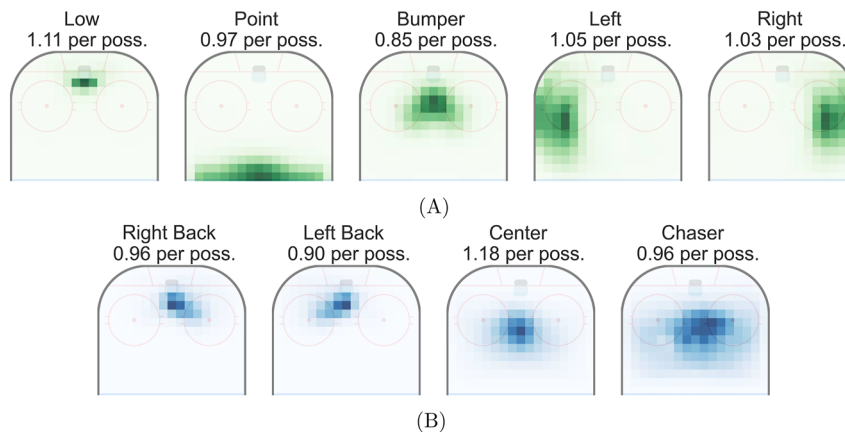 Low Point Bumper Left Right
1.11 per poss. 0.97 per poss. 0.85 per poss. 1.05 per poss. 1.03 per poss.
(A)
Right Back Left Back Center Chaser
0.96 per poss. 0.90 per poss. 1.18 per poss. 0.96 per poss.
(B)